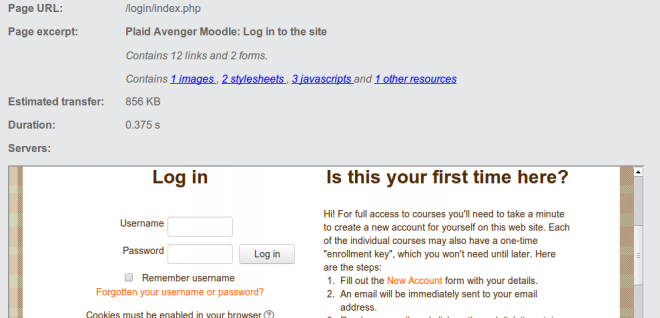 Page URL: /login/index.php
Page excerpt: Plaid Avenger Moodle: Log in to the site
Contains 12 links and 2 forms.
Contains 1 images , 2 stylesheets , 3 javascripts and 1 other resources
Estimated transfer: 856 KB
Duration: 0.375 s
Servers:
Log in
Username
Password Log in
Remember username
Forgotten your username or password?
Cookies must be enabled in your browser
Is this your first time here?
Hi! For full access to courses you'll need to take a minute
to create a new account for yourself on this web site. Each
of the individual courses may also have a one-time
"enrollment key", which you won't need until later. Here
are the steps:
1. Fill out the New Account form with your details.
2. An email will be immediately sent to your email
address.